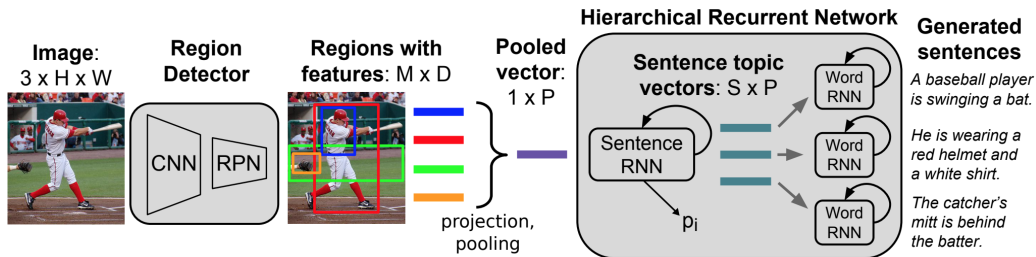 Image:
3 x H x W
Region
Detector
CNN
RPN
Regions with
features: M x D
projection,
pooling
Pooled
vector:
1 x P
Hierarchical Recurrent Network
Sentence
RNN
pi
Sentence topic
vectors: S x P
Word
RNN
Word
RNN
Word
RNN
Generated
sentences
A baseball player
is swinging a bat.
He is wearing a
red helmet and
a white shirt.
The catcher's
mitt is behind
the batter.